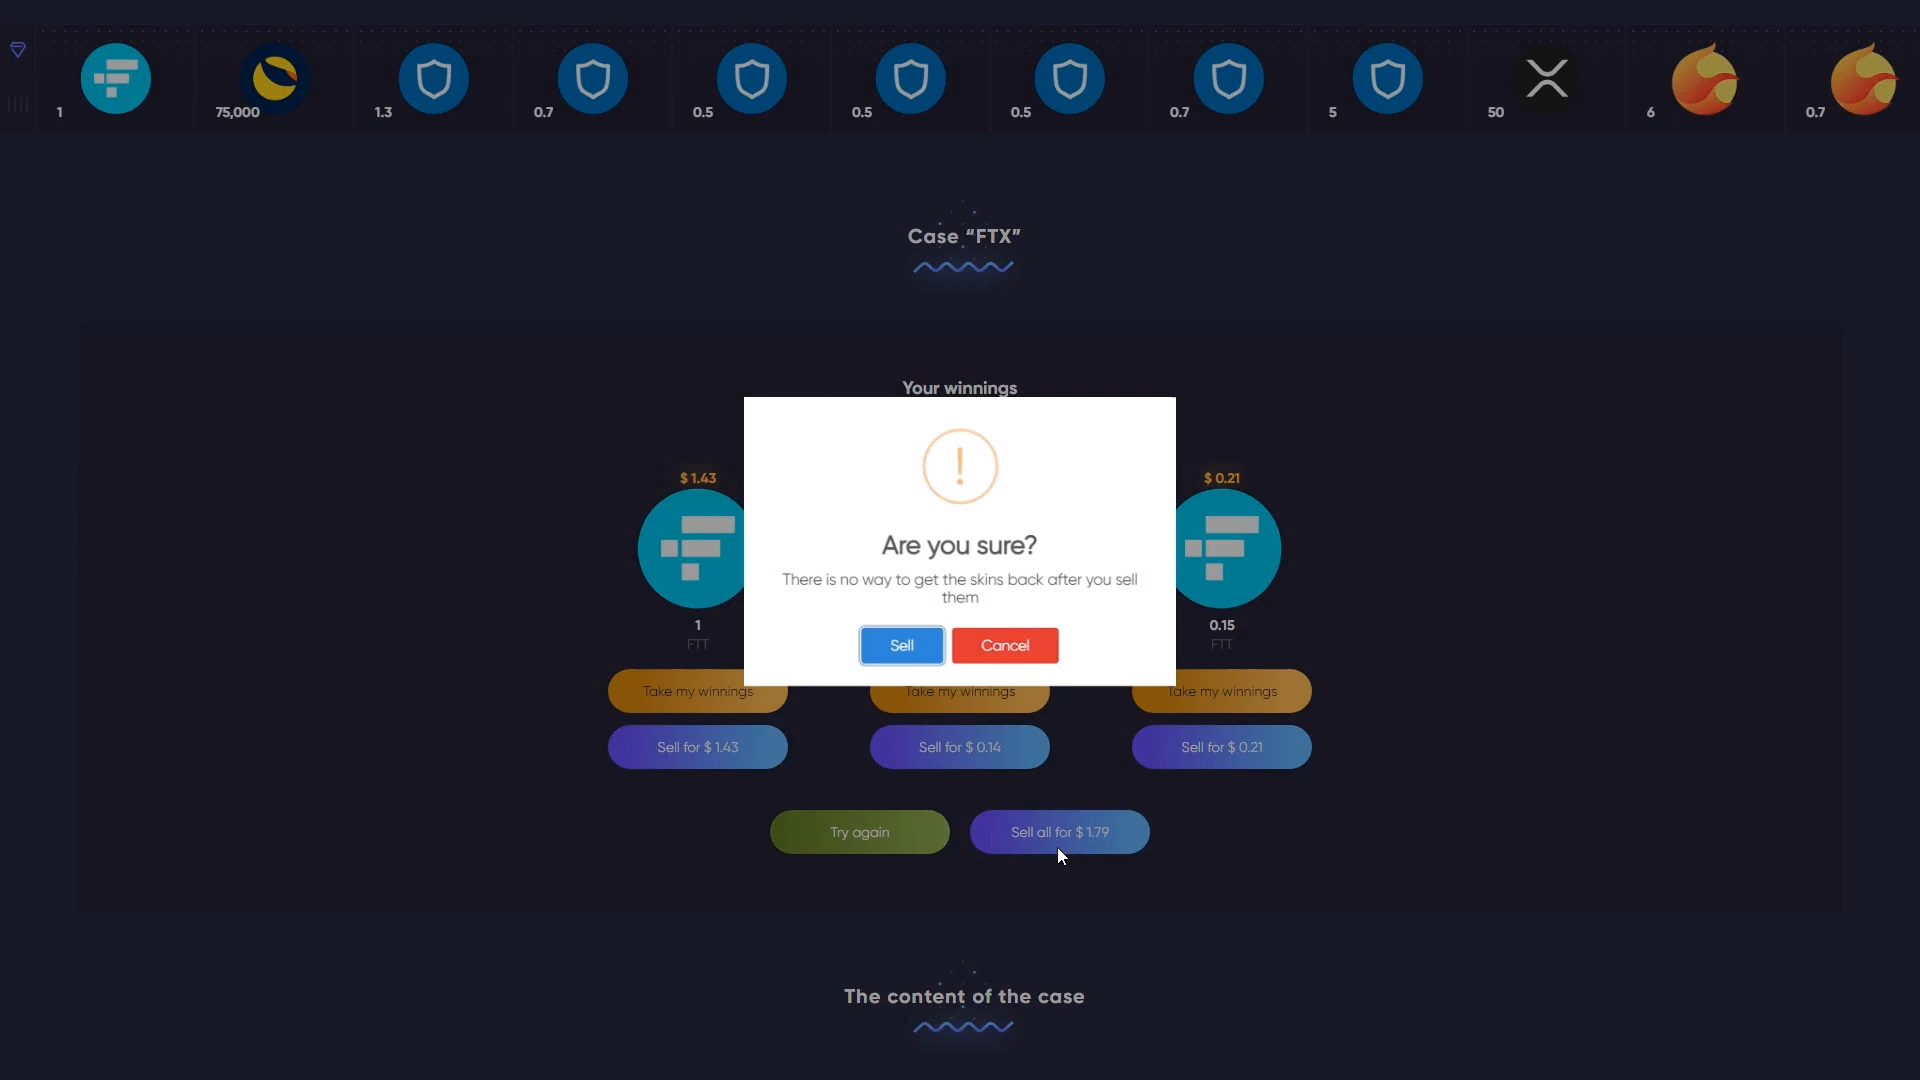 1
75,000
1.3
0.7
0.5
0.5
0.5
0.7
5
50
6
0.7
Case “FTX”
Your winnings
$ 1.43
$ 0.21
Are you sure?
There is no way to get the skins back after you sell
them
Sell Cancel
1
FTT
0.15
FTT
Take my winnings
Take my winnings
Take my winnings
Sell for $ 1.43
Sell for $ 0.14
Sell for $ 0.21
Try again
Sell all for $ 1.79
The content of the case